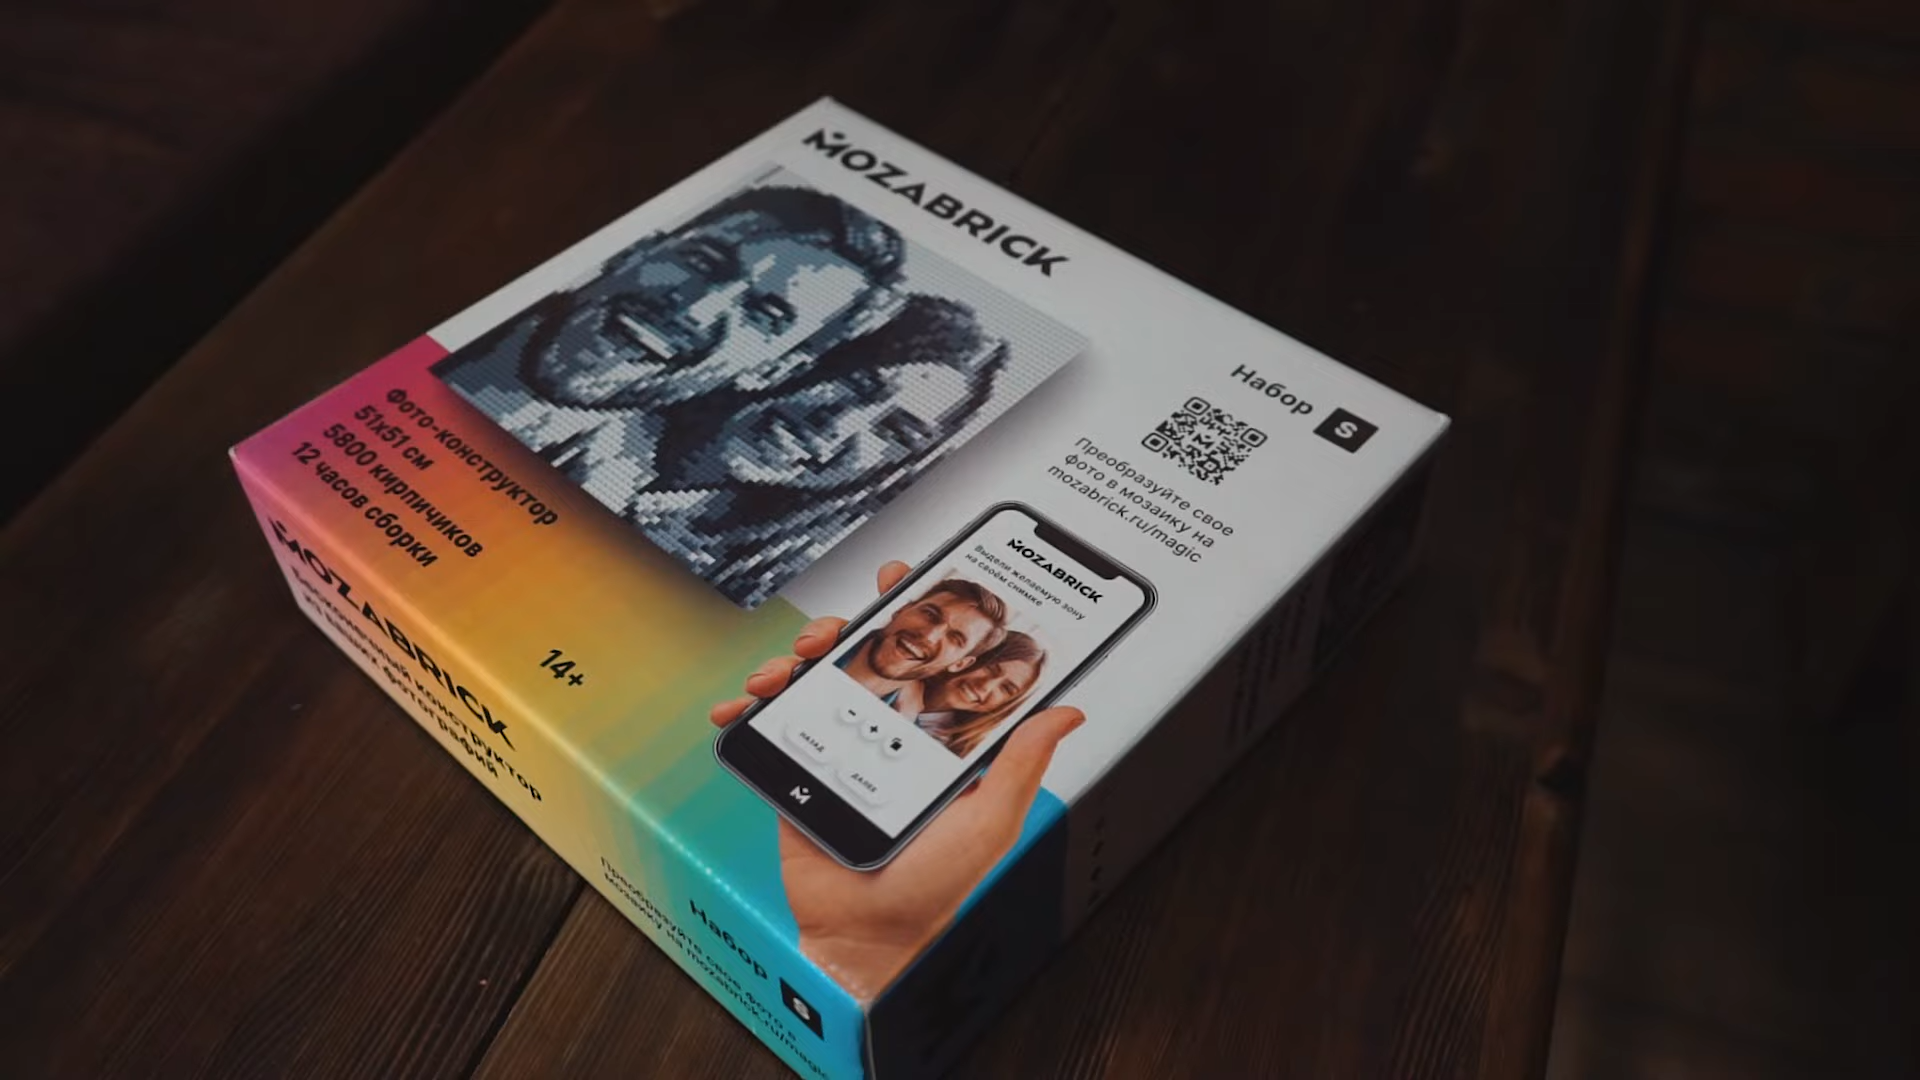 MOZABRICK
Набор S
Преобразуйте свое
фото в мозаику на
mozabrick.ru/magic
Фото-конструктор
51x51 см
5800 кирпичиков
12 часов сборки
14+
MOZABRICK
Выдели желаемую зону
на своём снимке
НАЗАД
ДАЛЕЕ
MOZABRICK
конструктор
из ваших фотографий
Набор S
Преобразуйте свое фото в
мозаику на mozabrick.ru/magic